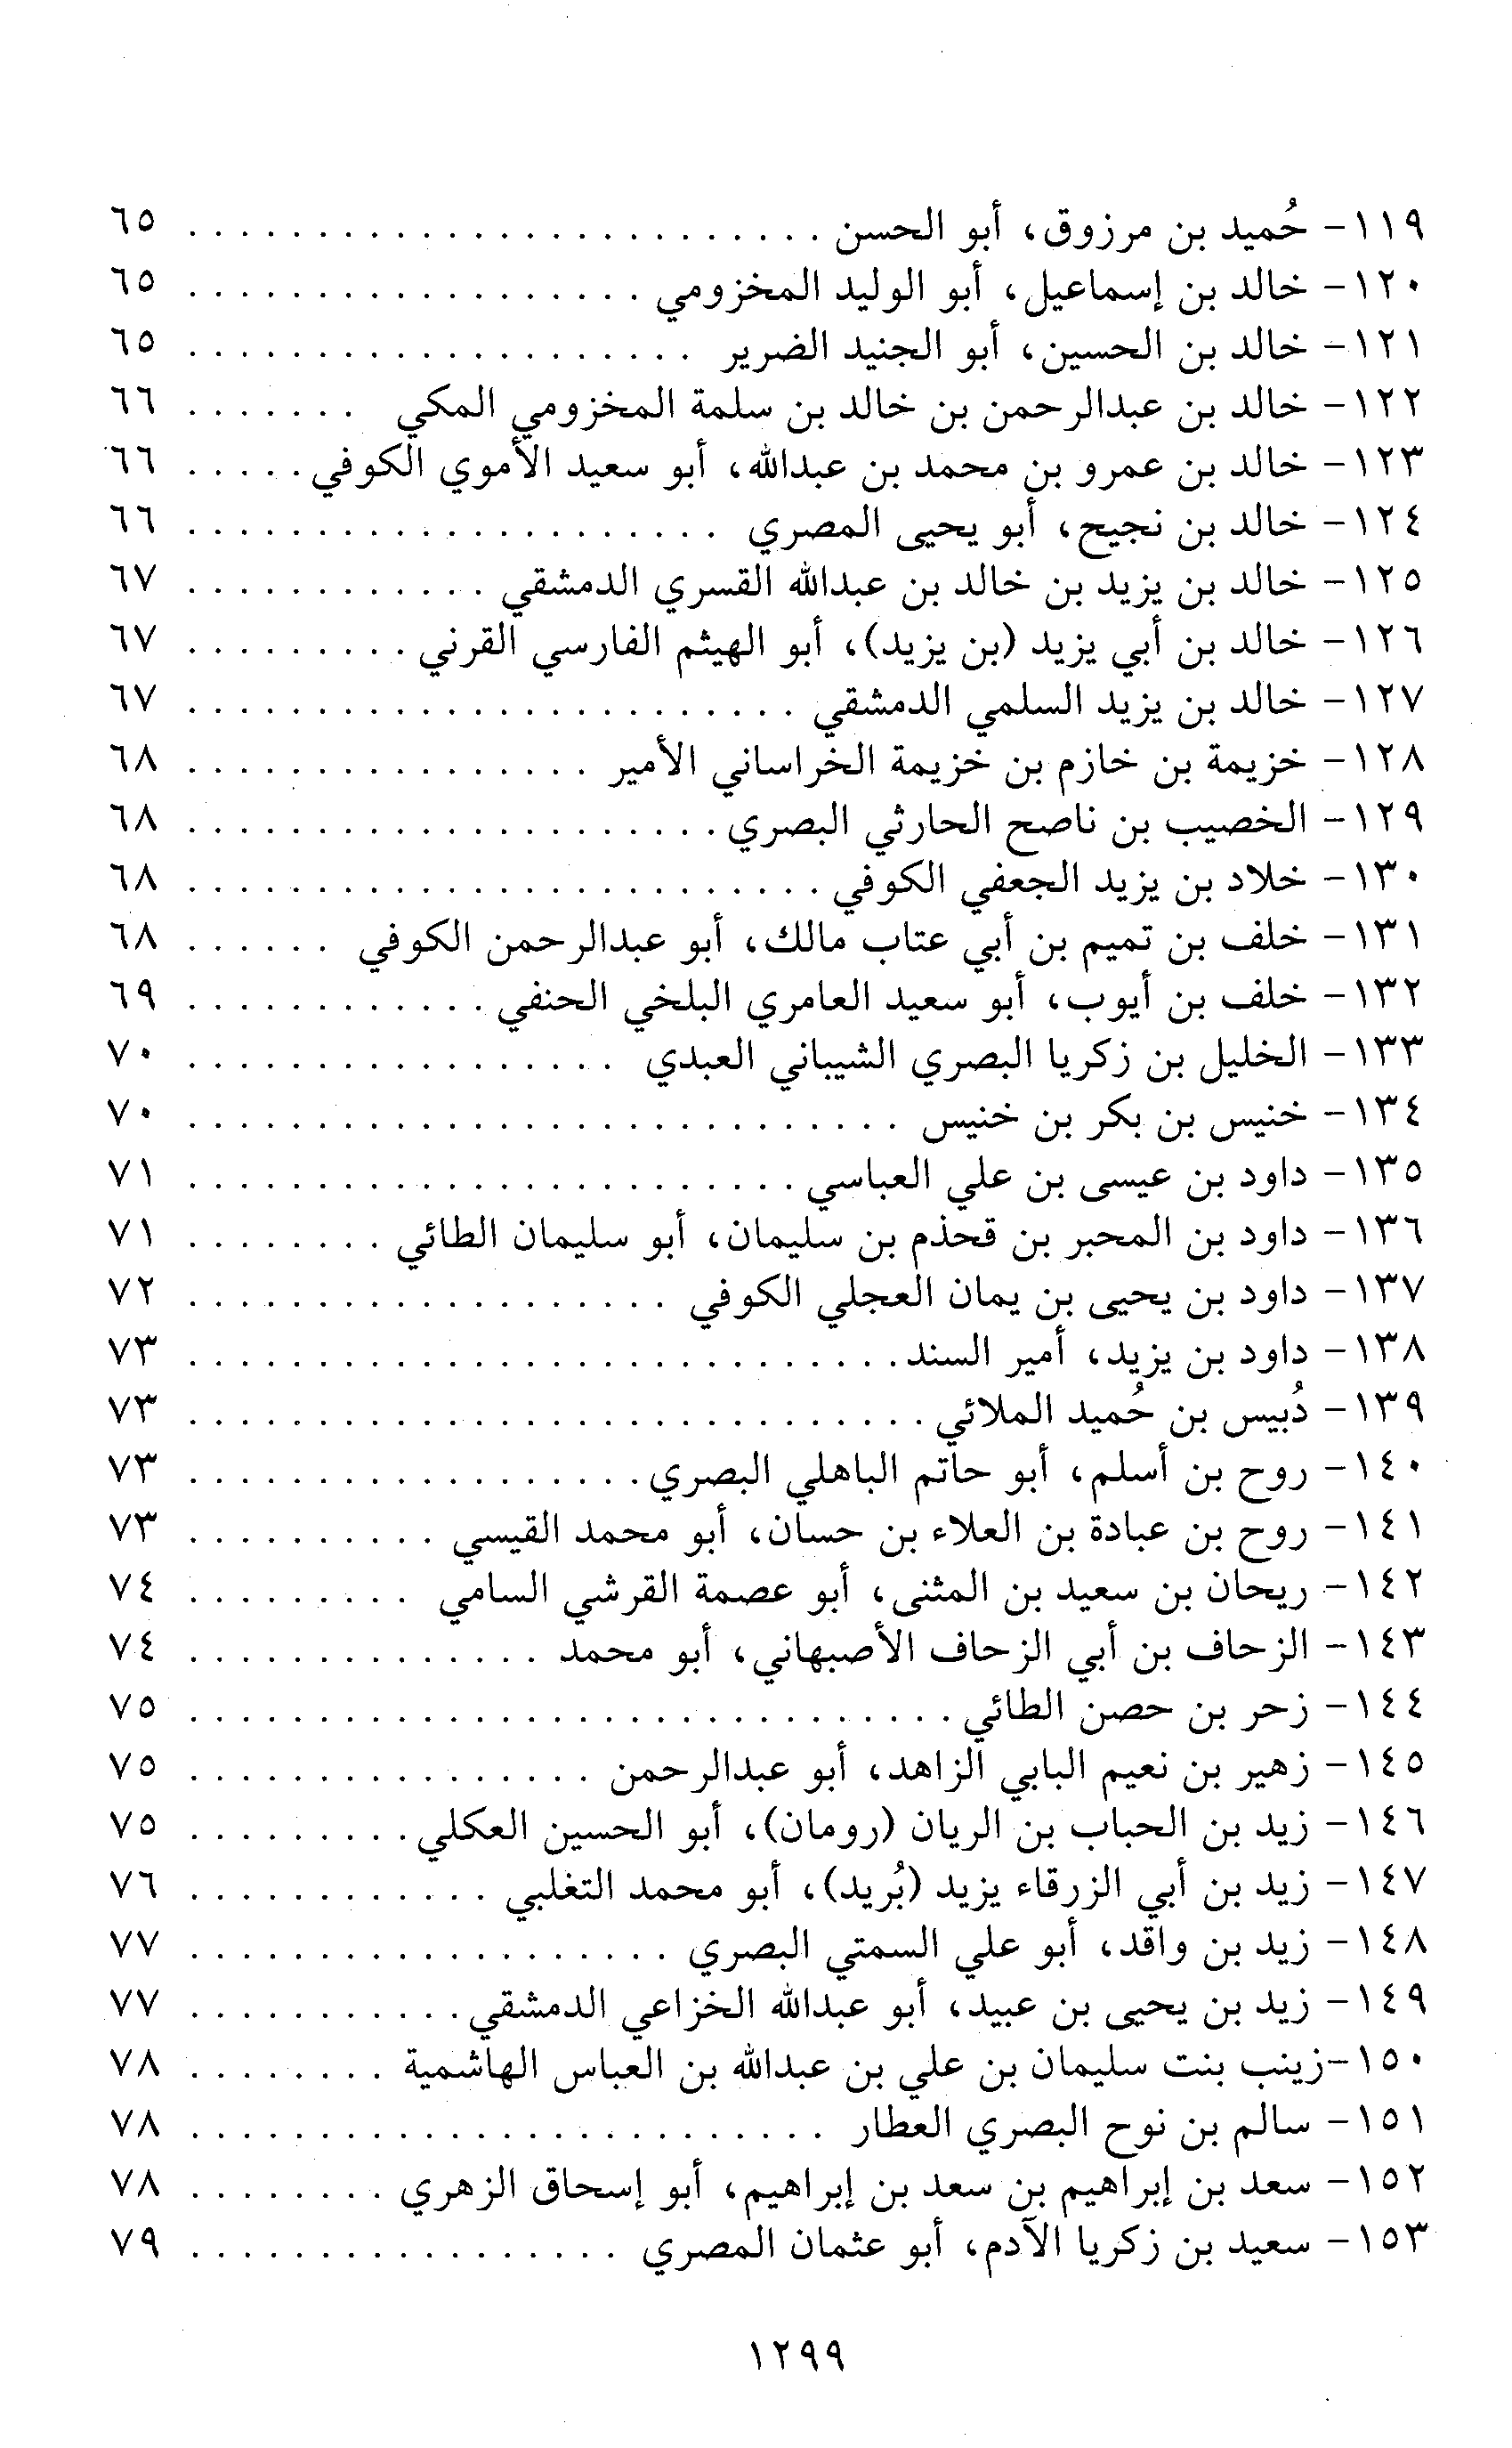 ١١٩- حُميد بن مرزوق، أبو الحسن . . . . . . . . . . . . . . . . . . . . . . . . . ٦٥
١٢٠- خالد بن إسماعيل، أبو الوليد المخزومي . . . . . . . . . . . . . . . . . . ٦٥
١٢١- خالد بن الحسين، أبو الجنيد الضرير . . . . . . . . . . . . . . . . . . . . ٦٥
١٢٢- خالد بن عبدالرحمن بن خالد بن سلمة المخزومي المكي . . . . . . . ٦٦
١٢٣- خالد بن عمرو بن محمد بن عبدالله، أبو سعيد الأموي الكوفي . . . . . ٦٦
١٢٤- خالد بن نجيح، أبو يحيى المصري . . . . . . . . . . . . . . . . . . . . . ٦٦
١٢٥- خالد بن يزيد بن خالد بن عبدالله القسري الدمشقي . . . . . . . . . . . . ٦٧
١٢٦- خالد بن أبي يزيد (بن يزيد)، أبو الهيثم الفارسي القرني . . . . . . . . . ٦٧
١٢٧- خالد بن يزيد السلمي الدمشقي . . . . . . . . . . . . . . . . . . . . . . . . ٦٧
١٢٨- خزيمة بن خازم بن خزيمة الخراساني الأمير . . . . . . . . . . . . . . . . ٦٨
١٢٩- الخصيب بن ناصح الحارثي البصري . . . . . . . . . . . . . . . . . . . . . ٦٨
١٣٠- خلاد بن يزيد الجعفي الكوفي . . . . . . . . . . . . . . . . . . . . . . . . . ٦٨
١٣١- خلف بن تميم بن أبي عتاب مالك، أبو عبدالرحمن الكوفي . . . . . . ٦٨
١٣٢- خلف بن أيوب، أبو سعيد العامري البلخي الحنفي . . . . . . . . . . . . ٦٩
١٣٣- الخليل بن زكريا البصري الشيباني العبدي . . . . . . . . . . . . . . . . . ٧٠
١٣٤- خنيس بن بكر بن خنيس . . . . . . . . . . . . . . . . . . . . . . . . . . . . ٧٠
١٣٥- داود بن عيسى بن علي العباسي . . . . . . . . . . . . . . . . . . . . . . . . ٧١
١٣٦- داود بن المحبر بن قحذم بن سليمان، أبو سليمان الطائي . . . . . . . . ٧١
١٣٧- داود بن يحيى بن يمان العجلي الكوفي . . . . . . . . . . . . . . . . . . . ٧٢
١٣٨- داود بن يزيد، أمير السند . . . . . . . . . . . . . . . . . . . . . . . . . . . . ٧٣
١٣٩- دُبيس بن حُميد الملائي . . . . . . . . . . . . . . . . . . . . . . . . . . . . . ٧٣
١٤٠- روح بن أسلم، أبو حاتم الباهلي البصري . . . . . . . . . . . . . . . . . . ٧٣
١٤١- روح بن عبادة بن العلاء بن حسان، أبو محمد القيسي . . . . . . . . . . ٧٣
١٤٢- ريحان بن سعيد بن المثنى، أبو عصمة القرشي السامي . . . . . . . . . ٧٤
١٤٣- الزحاف بن أبي الزحاف الأصبهاني، أبو محمد . . . . . . . . . . . . . . ٧٤
١٤٤- زحر بن حصن الطائي . . . . . . . . . . . . . . . . . . . . . . . . . . . . . . ٧٥
١٤٥- زهير بن نعيم البابي الزاهد، أبو عبدالرحمن . . . . . . . . . . . . . . . . ٧٥
١٤٦- زيد بن الحباب بن الريان (رومان)، أبو الحسين العكلي . . . . . . . . . ٧٥
١٤٧- زيد بن أبي الزرقاء يزيد (بُريد)، أبو محمد التغلبي . . . . . . . . . . . . ٧٦
١٤٨- زيد بن واقد، أبو علي السمتي البصري . . . . . . . . . . . . . . . . . . . ٧٧
١٤٩- زيد بن يحيى بن عبيد، أبو عبدالله الخزاعي الدمشقي . . . . . . . . . . . ٧٧
١٥٠-زينب بنت سليمان بن علي بن عبدالله بن العباس الهاشمية . . . . . . . . ٧٨
١٥١- سالم بن نوح البصري العطار . . . . . . . . . . . . . . . . . . . . . . . . . ٧٨
١٥٢- سعد بن إبراهيم بن سعد بن إبراهيم، أبو إسحاق الزهري . . . . . . . . ٧٨
١٥٣- سعيد بن زكريا الآدم، أبو عثمان المصري . . . . . . . . . . . . . . . . . ٧٩
١٢٩٩